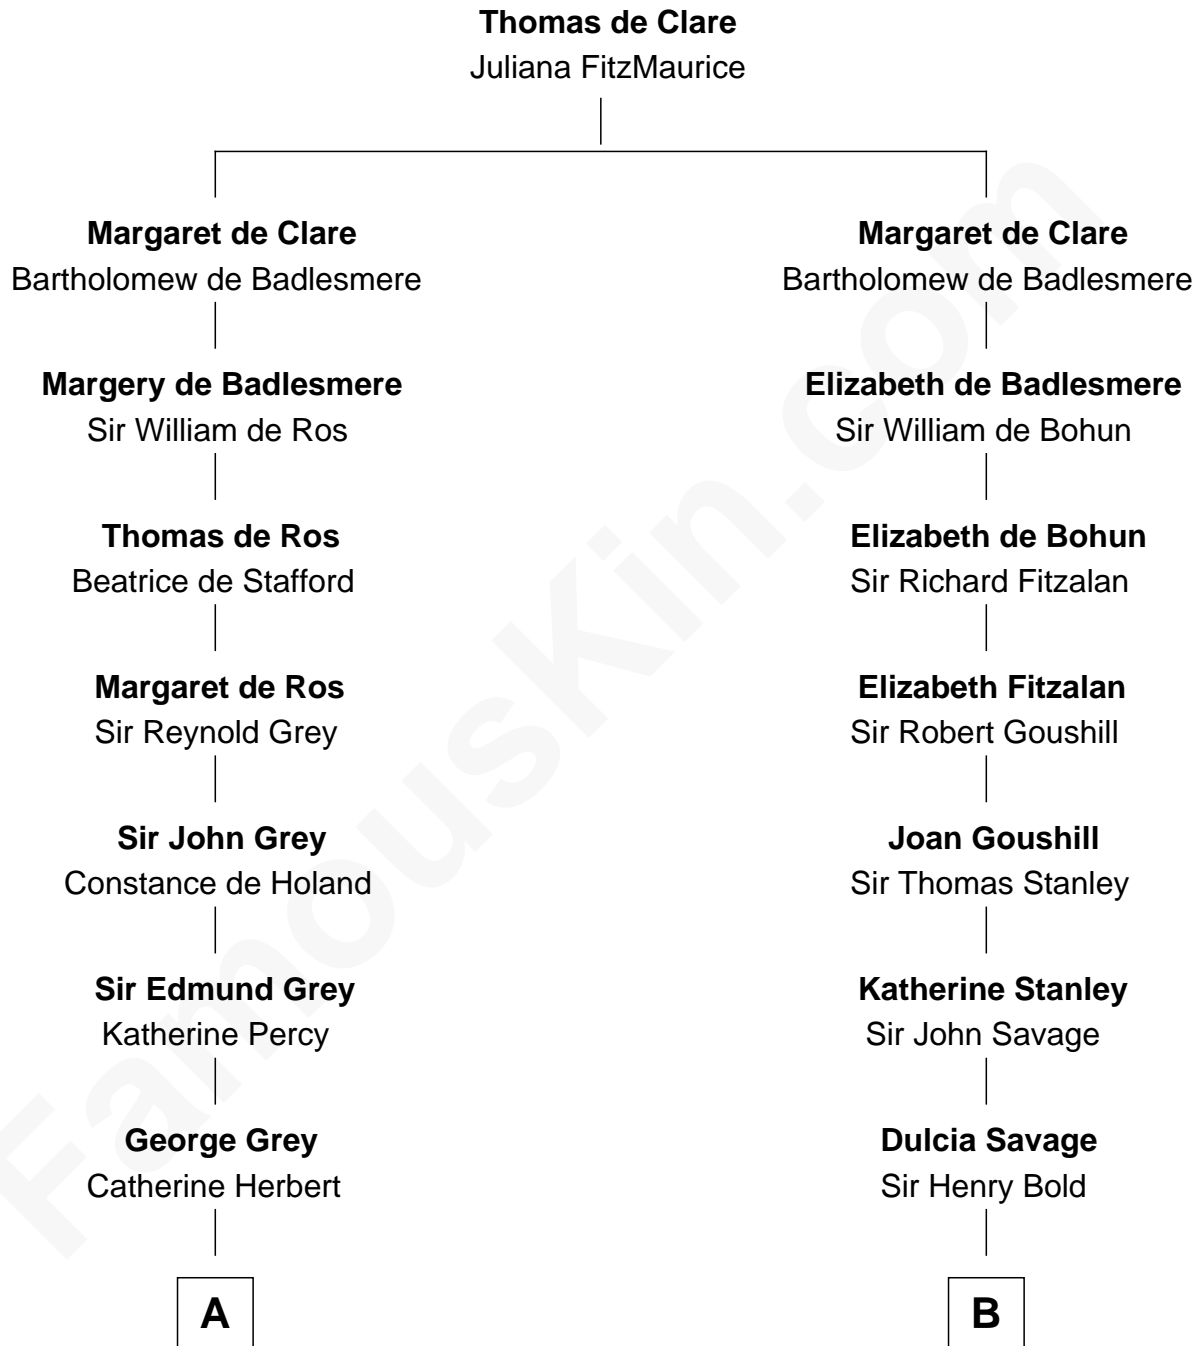 Thomas de Clare
Juliana FitzMaurice
Margaret de Clare
Bartholomew de Badlesmere
Margery de Badlesmere
Sir William de Ros
Thomas de Ros
Beatrice de Stafford
Margaret de Ros
Sir Reynold Grey
Sir John Grey
Constance de Holand
Sir Edmund Grey
Katherine Percy
George Grey
Catherine Herbert
A
Margaret de Clare
Bartholomew de Badlesmere
Elizabeth de Badlesmere
Sir William de Bohun
Elizabeth de Bohun
Sir Richard Fitzalan
Elizabeth Fitzalan
Sir Robert Goushill
Joan Goushill
Sir Thomas Stanley
Katherine Stanley
Sir John Savage
Dulcia Savage
Sir Henry Bold
B
FamousKin.com